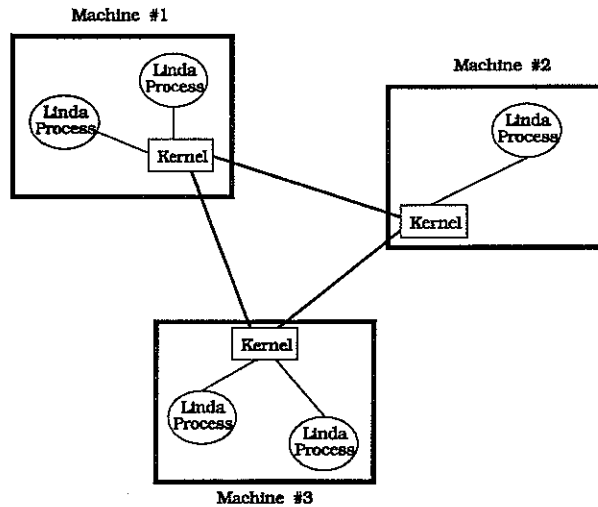 Machine #1
Linda
Process
Linda
Process
Kernel
Machine #2
Linda
Process
Kernel
Kernel
Linda
Process
Linda
Process
Machine #3